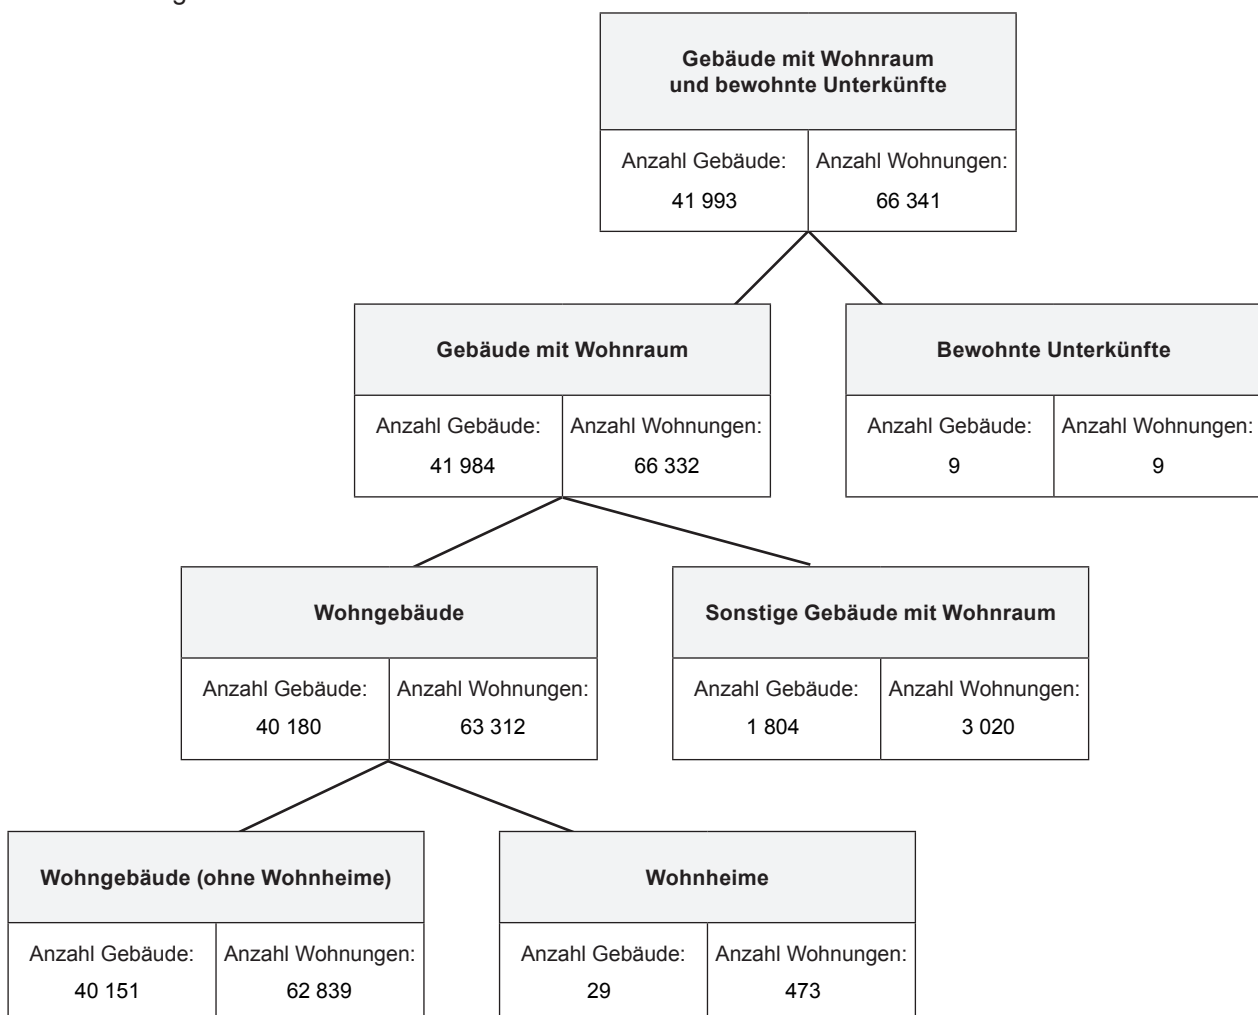 Gebäude mit Wohnraum
und bewohnte Unterkünfte
Anzahl Gebäude: Anzahl Wohnungen:
41 993 66 341
Gebäude mit Wohnraum Bewohnte Unterkünfte
Anzahl Gebäude: Anzahl Wohnungen: Anzahl Gebäude: Anzahl Wohnungen:
41 984 66 332 9 9
Wohngebäude Sonstige Gebäude mit Wohnraum
Anzahl Gebäude: Anzahl Wohnungen: Anzahl Gebäude: Anzahl Wohnungen:
40 180 63 312 1 804 3 020
Wohngebäude (ohne Wohnheime) Wohnheime
Anzahl Gebäude: Anzahl Wohnungen: Anzahl Gebäude: Anzahl Wohnungen:
40 151 62 839 29 473